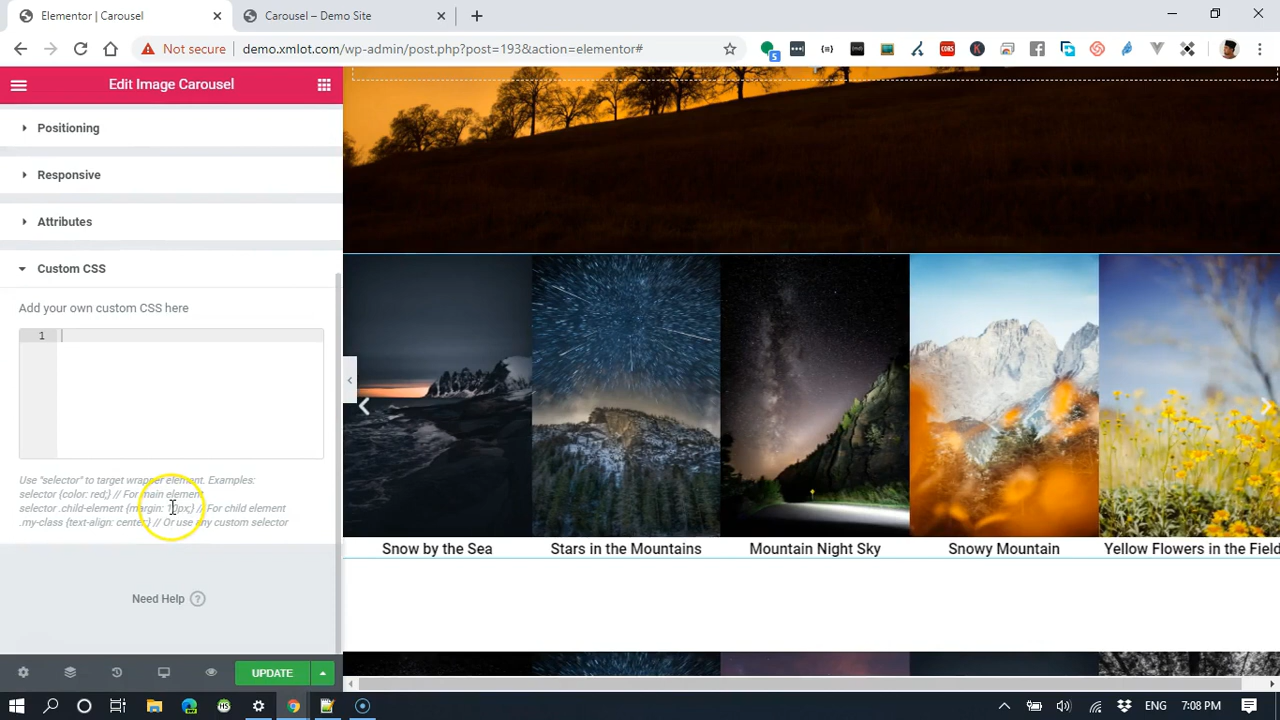 Elementor | Carousel
Carousel – Demo Site
Not secure
demo.xmlot.com/wp-admin/post.php?post=193&action=elementor#
CORS
K
S
Edit Image Carousel
Positioning
Responsive
Attributes
Custom CSS
Add your own custom CSS here
1
Use "selector" to target wrapper element. Examples:
selector {color: red;} // For main element
selector .child-element {margin: 10px;} // For child element
.my-class {text-align: center;} // Or use any custom selector
Need Help ?
UPDATE
Snow by the Sea
Stars in the Mountains
Mountain Night Sky
Snowy Mountain
Yellow Flowers in the Field
ENG
7:08 PM